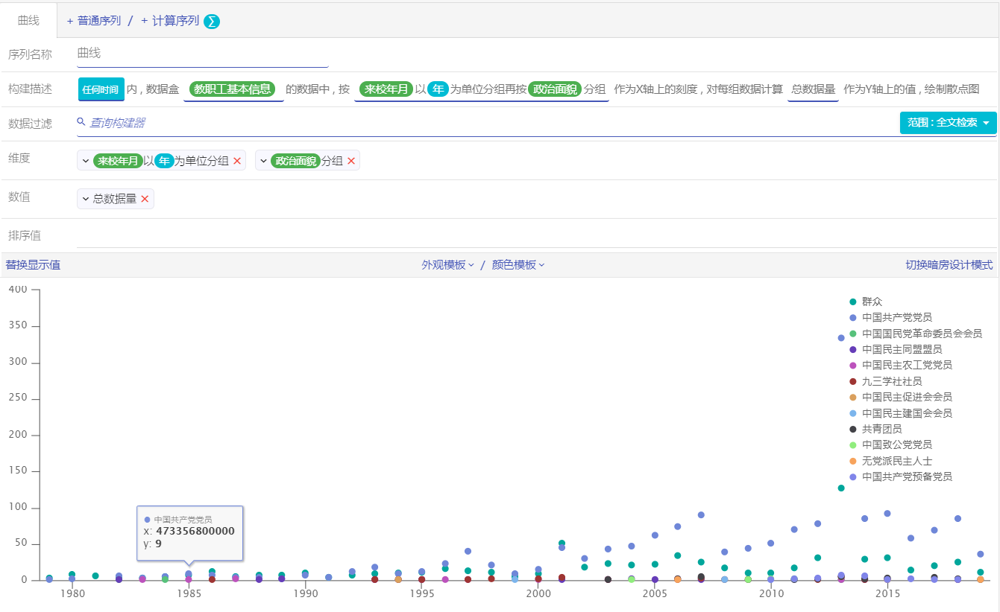 曲线 + 普通序列 / + 计算序列 ∑
序列名称 曲线
构建描述 任何时间 内 , 数据盒 教职工基本信息 的数据中 , 按 来校年月 以 年 为单位分组再按 政治面貌 分组 作为X轴上的刻度 , 对每组数据计算 总数据量 作为Y轴上的值 , 绘制散点图
数据过滤 查询构建器 范围 : 全文检索
维度 来校年月 以 年 为单位分组 × 政治面貌 分组 ×
数值 总数据量 ×
排序值
替换显示值 外观模板 / 颜色模板 切换暗房设计模式
400
350
300
250
200
150
100
50
0
群众
中国共产党党员
中国国民党革命委员会会员
中国民主同盟盟员
中国民主农工党党员
九三学社社员
中国民主促进会会员
中国民主建国会会员
共青团员
中国致公党党员
无党派民主人士
中国共产党预备党员
中国共产党党员
x: 473356800000
y: 9
1980 1985 1990 1995 2000 2005 2010 2015